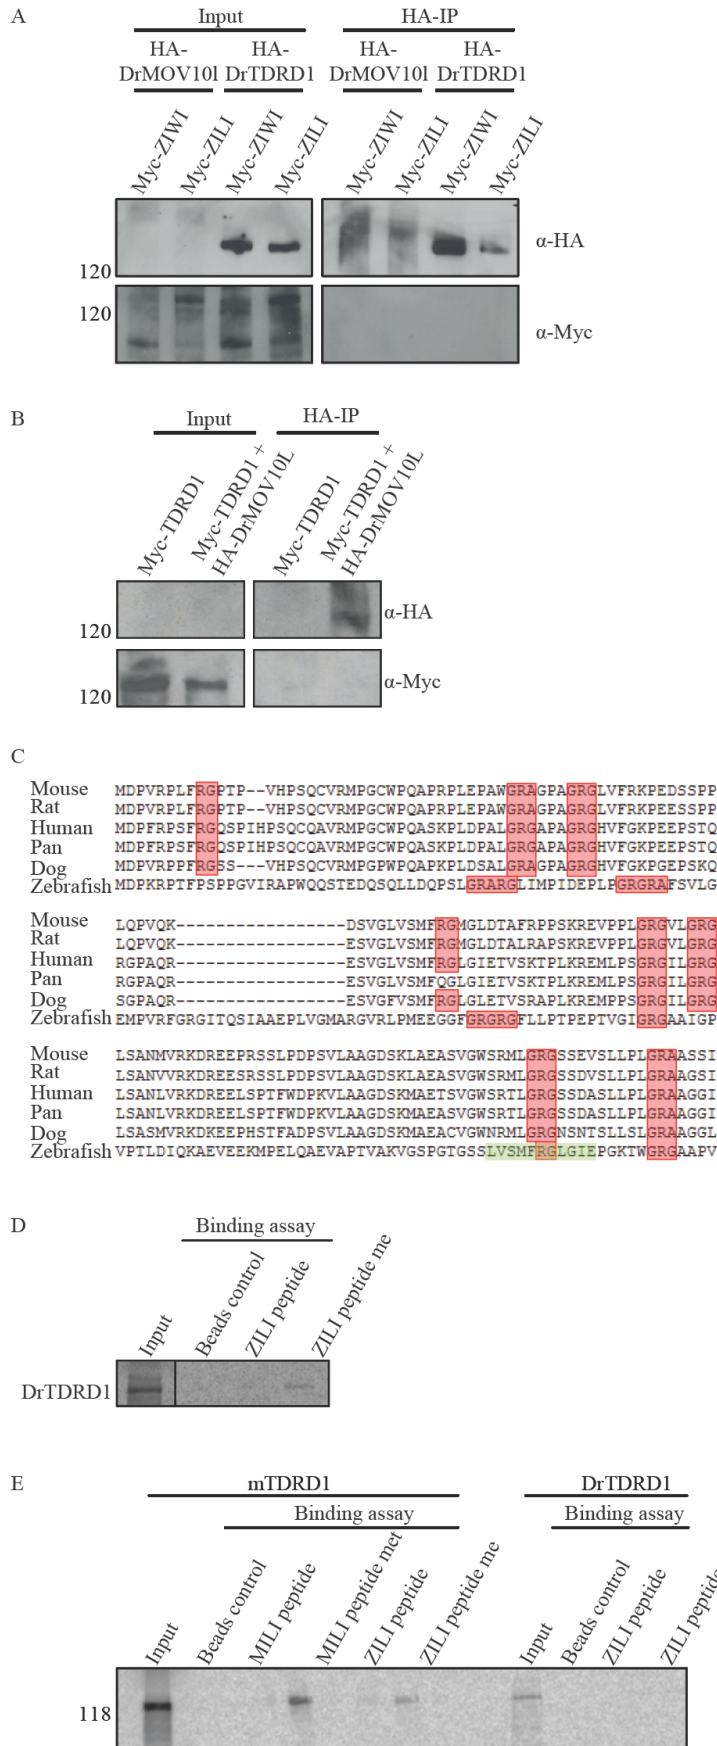 A
Input
HA-IP
HA-
DrMOV10l
HA-
DrTDRD1
HA-
DrMOV10l
HA-
DrTDRD1
Myc-ZIWI
Myc-ZILI
Myc-ZIWI
Myc-ZILI
Myc-ZIWI
Myc-ZILI
Myc-ZIWI
Myc-ZILI
120
α-HA
120
α-Myc
B
Input
HA-IP
Myc-TDRD1
Myc-TDRD1 +
HA-DrMOV10L
Myc-TDRD1
Myc-TDRD1 +
HA-DrMOV10L
120
α-HA
120
α-Myc
C
Mouse MDPVRPLFRGPTP--VHPSQCVRMPGCWPQAPRPLEPAWGRAGPAGRGLVFRKPEDSSPP
Rat MDPVRPLFRGPTP--VHPSQCVRMPGCWPQAPRPLEPAWGRAGPAGRGLVFRKPEESSPP
Human MDPFRPSFRGQSPIHPSQCQAVRMPGCWPQASKPLDPALGRGAPAGRGHVFGKPEEPSTQ
Pan MDPFRPSFRGQSPIHPSQCQAVRMPGCWPQASKPLDPALGRGAPAGRGHVFGKPEEPSTQ
Dog MDPVRPPFRGSS--VHPSQCVRMPGPWPQAPKPLDSALGRAGPAGRGHVFGKPGEPSKQ
Zebrafish MDPKRPTFPSPPGVIRAPWQQSTEDQSQLLDQPSLGRARGLIMPIDEPLPGRGRAFSVLG
Mouse LQPVQK--------------DSVGLVSMFRGMGLDTAFRPPSKREVPPLGRGVLGRG
Rat LQPVQK--------------ESVGLVSMFRGMGLDTALRAPSKREVPPLGRGVLGRG
Human RGPAQR--------------ESVGLVSMFRGLGIETVSKTPLKREMLPSGRGILGRG
Pan RGPAQR--------------ESVGLVSMFQGLGIETVSKTPLKREMLPSGRGILGRG
Dog SGPAQR--------------ESVGFVSMFRGLGLETVSRAPLKREMPPSGRGILGRG
Zebrafish EMPVRFGRGITQSIAAEPLVGMARGVRLPMEEGGFGRGRGFLLPTPEPTVGIGRGAAIGP
Mouse LSANMVRKDREEPRSSLPDPSVLAAGDSKLAEASVGWSRMLGRGSSEVSLLPLGRAASSI
Rat LSANVVRKDREESRSSLPDPSVLAAGDSKLAEASVGWSRMLGRGSSDVSLLPLGRAASSI
Human LSANLVRKDREELSPTFWDPKVLAAGDSKMAETSVGWSRTLGRGSSDASLLPLGRAAGGI
Pan LSANLVRKDREELSPTFWDPKVLAAGDSKMAEASVGWSRTLGRGSSDASLLPLGRAAGGI
Dog LSASMVRKDKEEPHSTFADPSVLAAGDSKMAEACVGWNRMLGRGNSNTSLLSLGRAAGGL
Zebrafish VPTLDIQKAEVEEKMPELQAEVAPTVAKVGSPGTGSSLVSMFRGLGIEPGKTWGRGAAPV
D
Binding assay
Input
Beads control
ZILI peptide
ZILI peptide me
DrTDRD1
E
mTDRD1
DrTDRD1
Binding assay
Binding assay
Input
Beads control
MILI peptide
MILI peptide met
ZILI peptide
ZILI peptide me
Input
Beads control
ZILI peptide
ZILI peptide
118